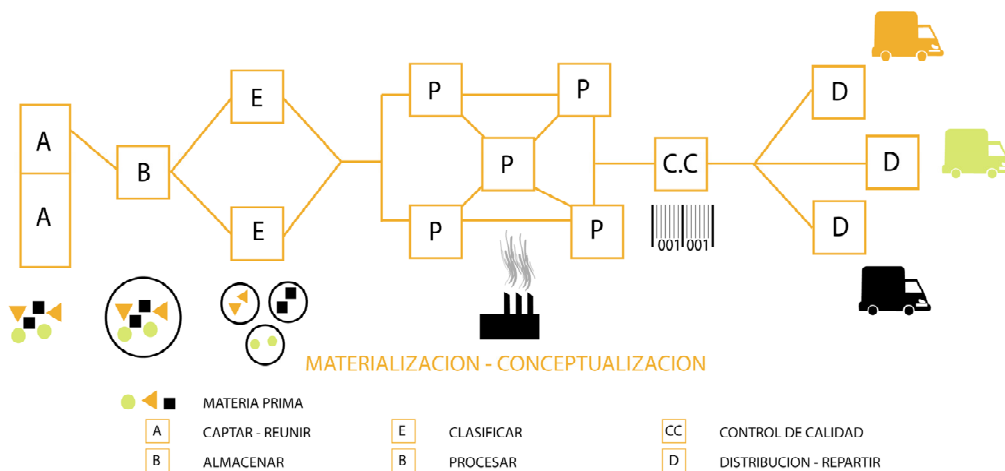 A
A
B
E
E
P
P
P
P
P
C.C
001 001
D
D
D
MATERIALIZACION - CONCEPTUALIZACION
MATERIA PRIMA
A CAPTAR - REUNIR
E CLASIFICAR
CC CONTROL DE CALIDAD
B ALMACENAR
B PROCESAR
D DISTRIBUCION - REPARTIR